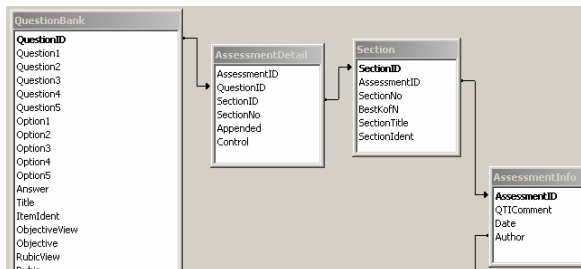 QuestionBank
QuestionID
Question1
Question2
Question3
Question4
Question5
Option1
Option2
Option3
Option4
Option5
Answer
Title
ItemIdent
ObjectiveView
Objective
RubicView
AssessmentDetail
AssessmentID
QuestionID
SectionID
SectionNo
Appended
Control
Section
SectionID
AssessmentID
SectionNo
BestKofN
SectionTitle
SectionIdent
AssessmentInfo
AssessmentID
QTIComment
Date
Author